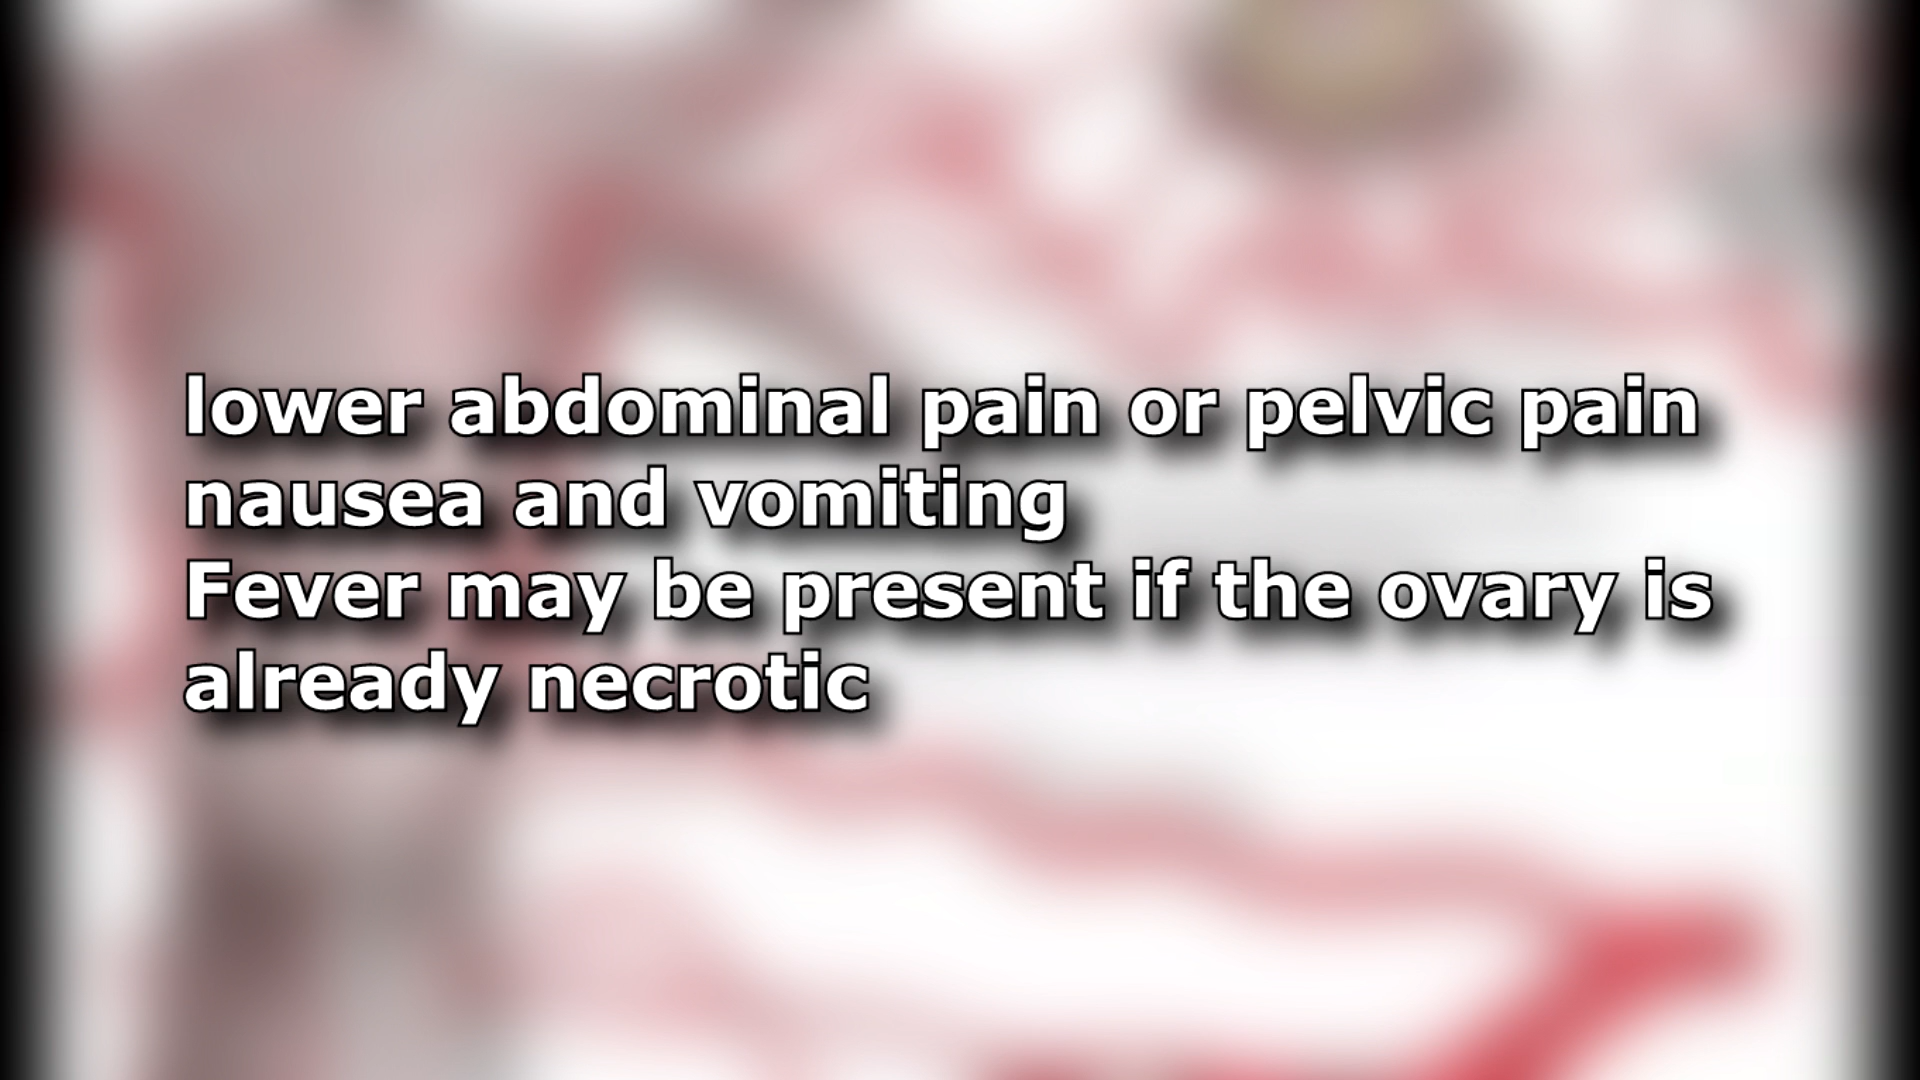 lower abdominal pain or pelvic pain
nausea and vomiting
Fever may be present if the ovary is
already necrotic